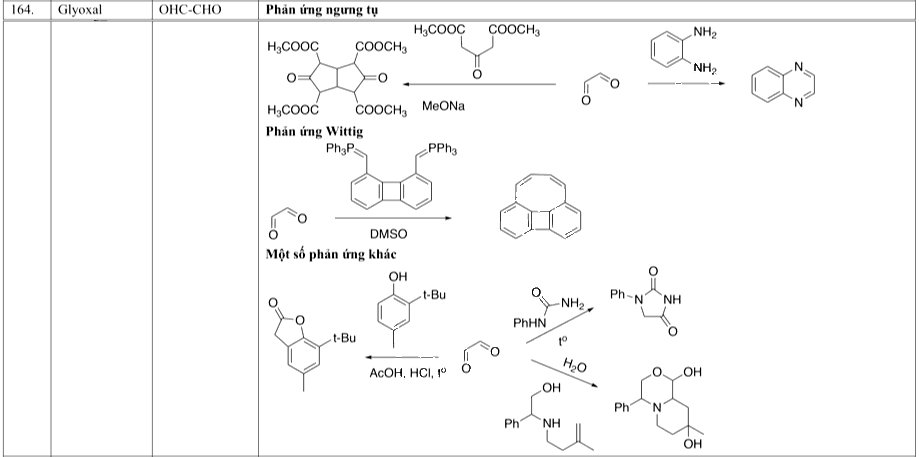 164. Glyoxal OHC-CHO Phản ứng ngưng tụ
H₃COOC COOCH₃
H₃COOC COOCH₃ NH₂
O O O NH₂ N
O O N
H₃COOC COOCH₃ MeONa
Phản ứng Wittig
Ph₃P PPh₃
O
O DMSO
Một số phản ứng khác
OH O
O t-Bu O NH₂ Ph N NH
O PhHN
t-Bu O tº O
O
AcOH, HCl, tº H₂O
O OH
OH
Ph NH Ph N
OH